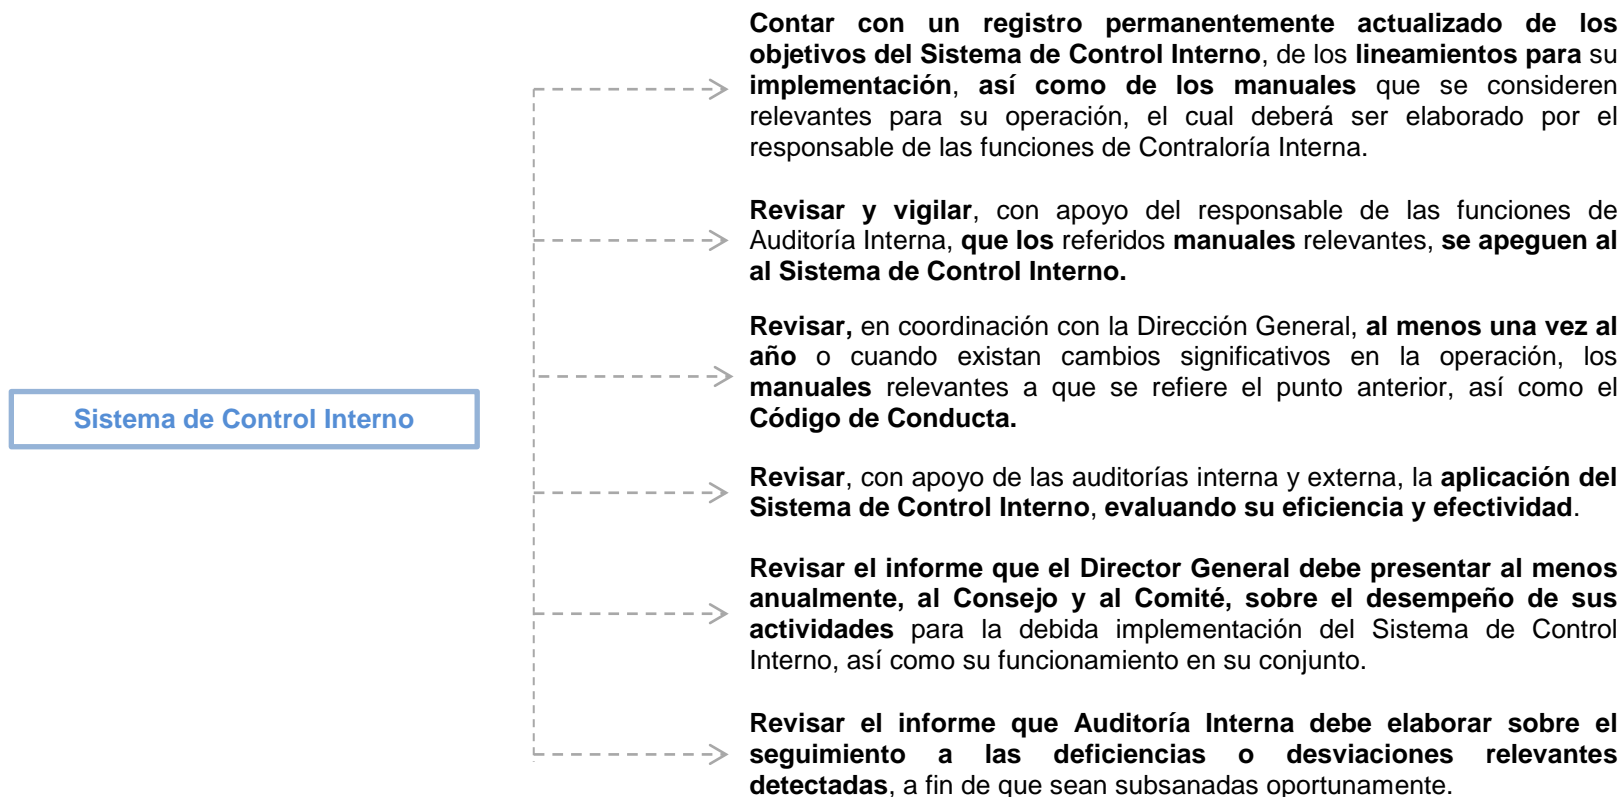 Contar con un registro permanentemente actualizado de los
objetivos del Sistema de Control Interno, de los lineamientos para su
implementación, así como de los manuales que se consideren
relevantes para su operación, el cual deberá ser elaborado por el
responsable de las funciones de Contraloría Interna.
Revisar y vigilar, con apoyo del responsable de las funciones de
Auditoría Interna, que los referidos manuales relevantes, se apeguen al
al Sistema de Control Interno.
Revisar, en coordinación con la Dirección General, al menos una vez al
año o cuando existan cambios significativos en la operación, los
manuales relevantes a que se refiere el punto anterior, así como el
Código de Conducta.
Sistema de Control Interno
Revisar, con apoyo de las auditorías interna y externa, la aplicación del
Sistema de Control Interno, evaluando su eficiencia y efectividad.
Revisar el informe que el Director General debe presentar al menos
anualmente, al Consejo y al Comité, sobre el desempeño de sus
actividades para la debida implementación del Sistema de Control
Interno, así como su funcionamiento en su conjunto.
Revisar el informe que Auditoría Interna debe elaborar sobre el
seguimiento a las deficiencias o desviaciones relevantes
detectadas, a fin de que sean subsanadas oportunamente.